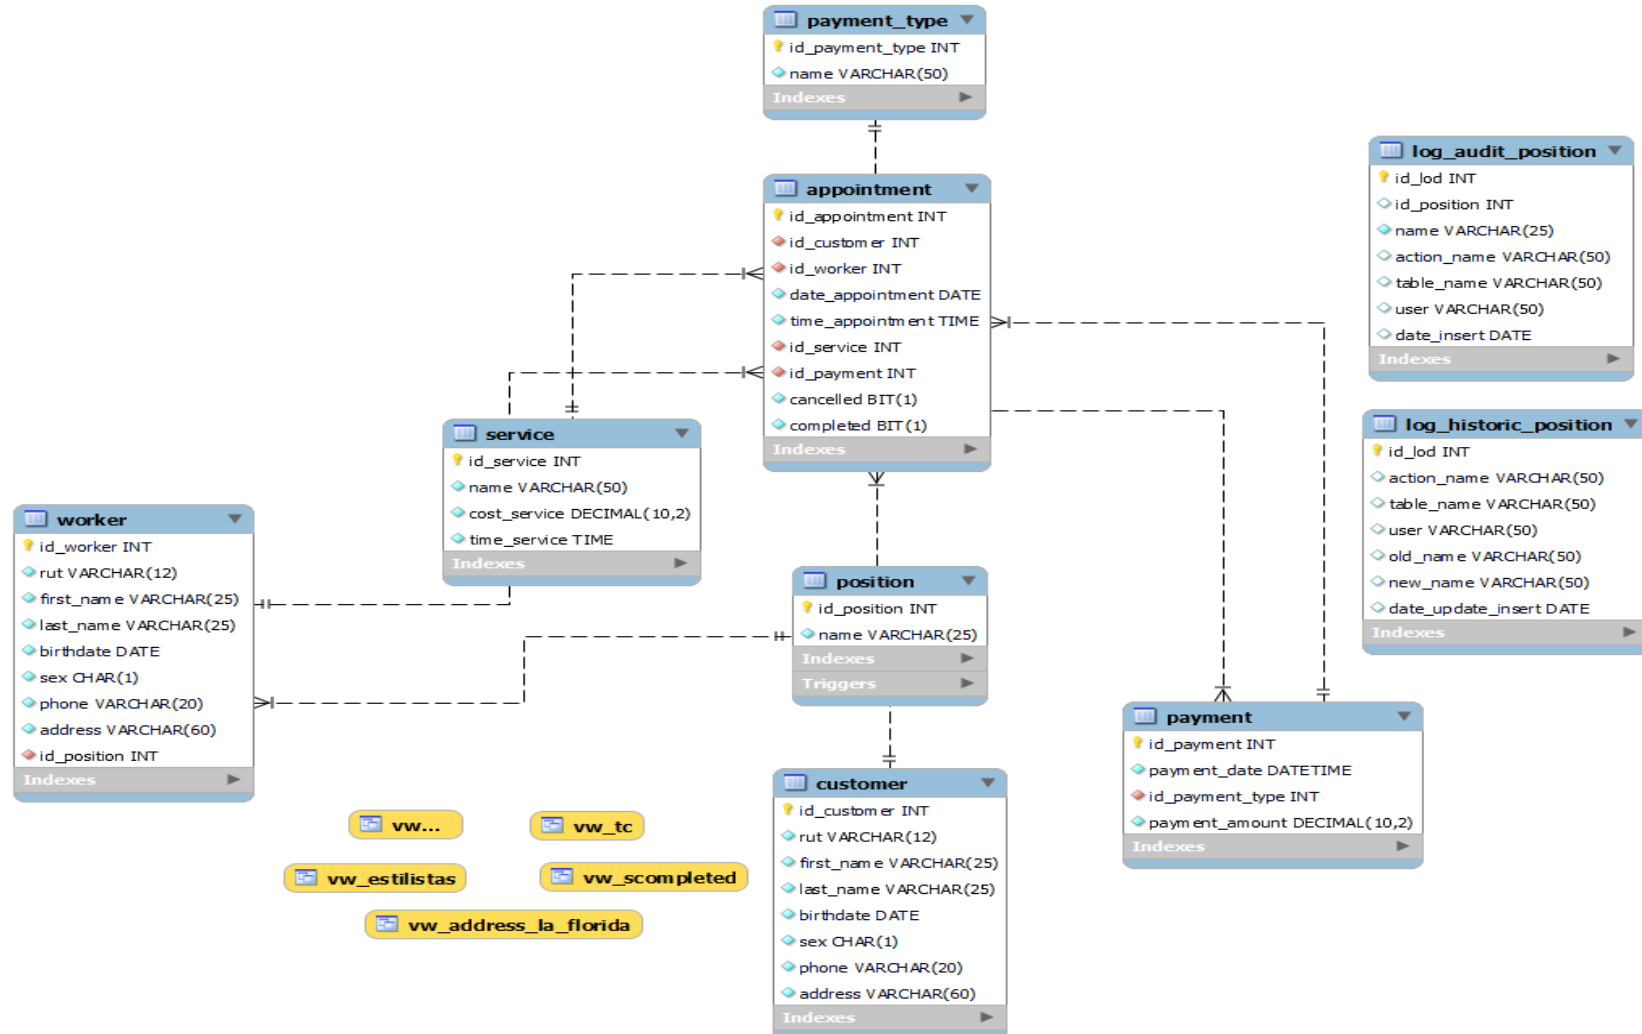 payment_type
id_payment_type INT
name VARCHAR(50)
Indexes
appointment
id_appointment INT
id_customer INT
id_worker INT
date_appointment DATE
time_appointment TIME
id_service INT
id_payment INT
cancelled BIT(1)
completed BIT(1)
Indexes
log_audit_position
id_lod INT
id_position INT
name VARCHAR(25)
action_name VARCHAR(50)
table_name VARCHAR(50)
user VARCHAR(50)
date_insert DATE
Indexes
log_historic_position
id_lod INT
action_name VARCHAR(50)
table_name VARCHAR(50)
user VARCHAR(50)
old_name VARCHAR(50)
new_name VARCHAR(50)
date_update_insert DATE
Indexes
service
id_service INT
name VARCHAR(50)
cost_service DECIMAL(10,2)
time_service TIME
Indexes
worker
id_worker INT
rut VARCHAR(12)
first_name VARCHAR(25)
last_name VARCHAR(25)
birthdate DATE
sex CHAR(1)
phone VARCHAR(20)
address VARCHAR(60)
id_position INT
Indexes
position
id_position INT
name VARCHAR(25)
Indexes
Triggers
payment
id_payment INT
payment_date DATETIME
id_payment_type INT
payment_amount DECIMAL(10,2)
Indexes
customer
id_customer INT
rut VARCHAR(12)
first_name VARCHAR(25)
last_name VARCHAR(25)
birthdate DATE
sex CHAR(1)
phone VARCHAR(20)
address VARCHAR(60)
Indexes
vw...
vw_tc
vw_estilistas
vw_scompleted
vw_address_la_florida